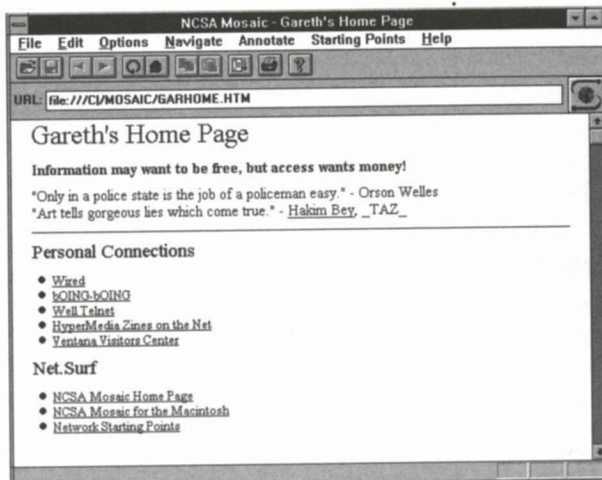 NCSA Mosaic - Gareth's Home Page
File Edit Options Navigate Annotate Starting Points Help
URL: file:///C|/MOSAIC/GARHOME.HTM
Gareth's Home Page
Information may want to be free, but access wants money!
"Only in a police state is the job of a policeman easy." - Orson Welles
"Art tells gorgeous lies which come true." - Hakim Bey, _TAZ_
Personal Connections
Wired
bOING-bOING
Well Telnet
HyperMedia Zines on the Net
Ventana Visitors Center
Net.Surf
NCSA Mosaic Home Page
NCSA Mosaic for the Macintosh
Network Starting Points